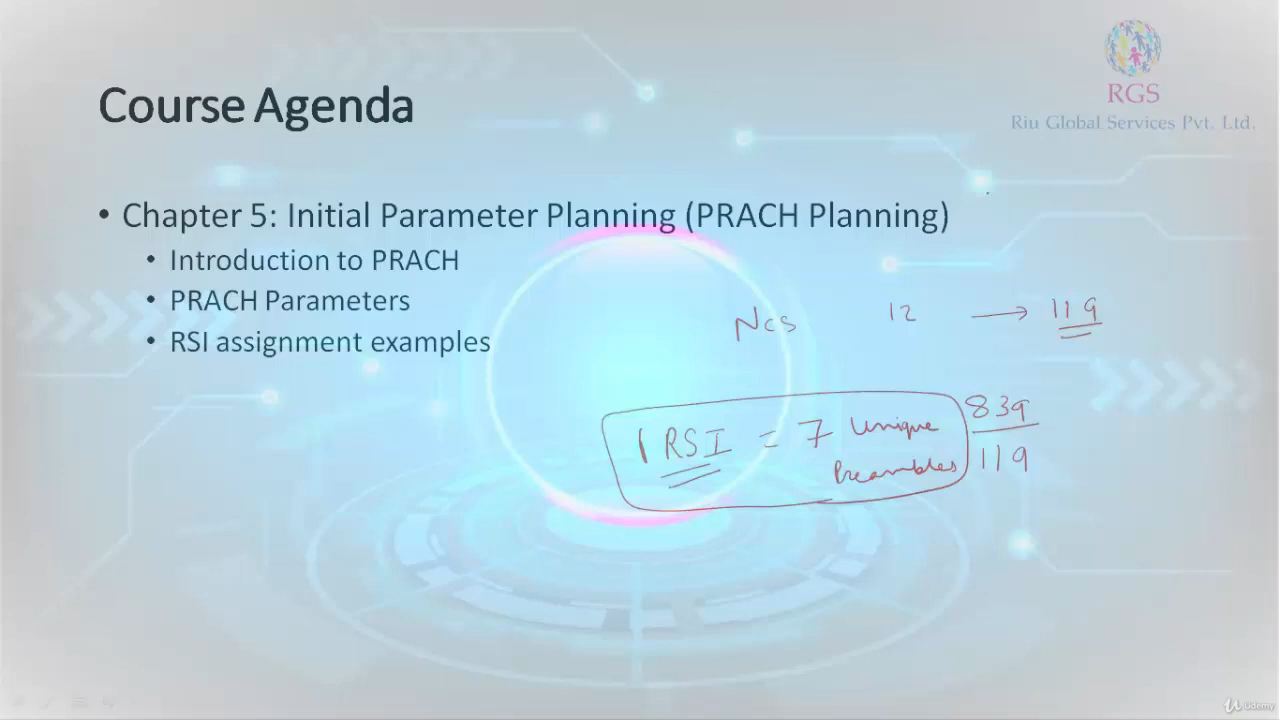 RGS
Riu Global Services Pvt. Ltd.
Course Agenda
• Chapter 5: Initial Parameter Planning (PRACH Planning)
• Introduction to PRACH
• PRACH Parameters
• RSI assignment examples
Ncs 12 → 119
1 RSI = 7 Unique Preambles
839
119
Udemy